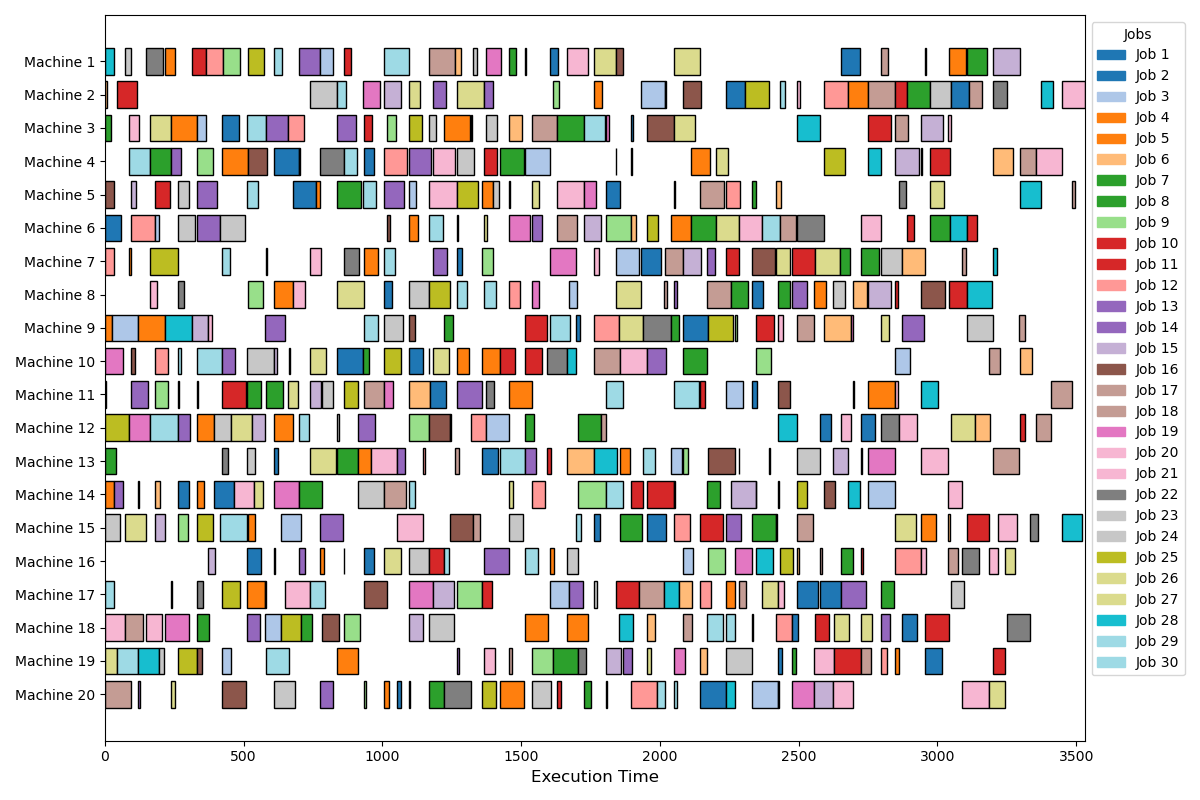 Machine 1
Machine 2
Machine 3
Machine 4
Machine 5
Machine 6
Machine 7
Machine 8
Machine 9
Machine 10
Machine 11
Machine 12
Machine 13
Machine 14
Machine 15
Machine 16
Machine 17
Machine 18
Machine 19
Machine 20
0 500 1000 1500 2000 2500 3000 3500
Execution Time
Jobs
Job 1
Job 2
Job 3
Job 4
Job 5
Job 6
Job 7
Job 8
Job 9
Job 10
Job 11
Job 12
Job 13
Job 14
Job 15
Job 16
Job 17
Job 18
Job 19
Job 20
Job 21
Job 22
Job 23
Job 24
Job 25
Job 26
Job 27
Job 28
Job 29
Job 30